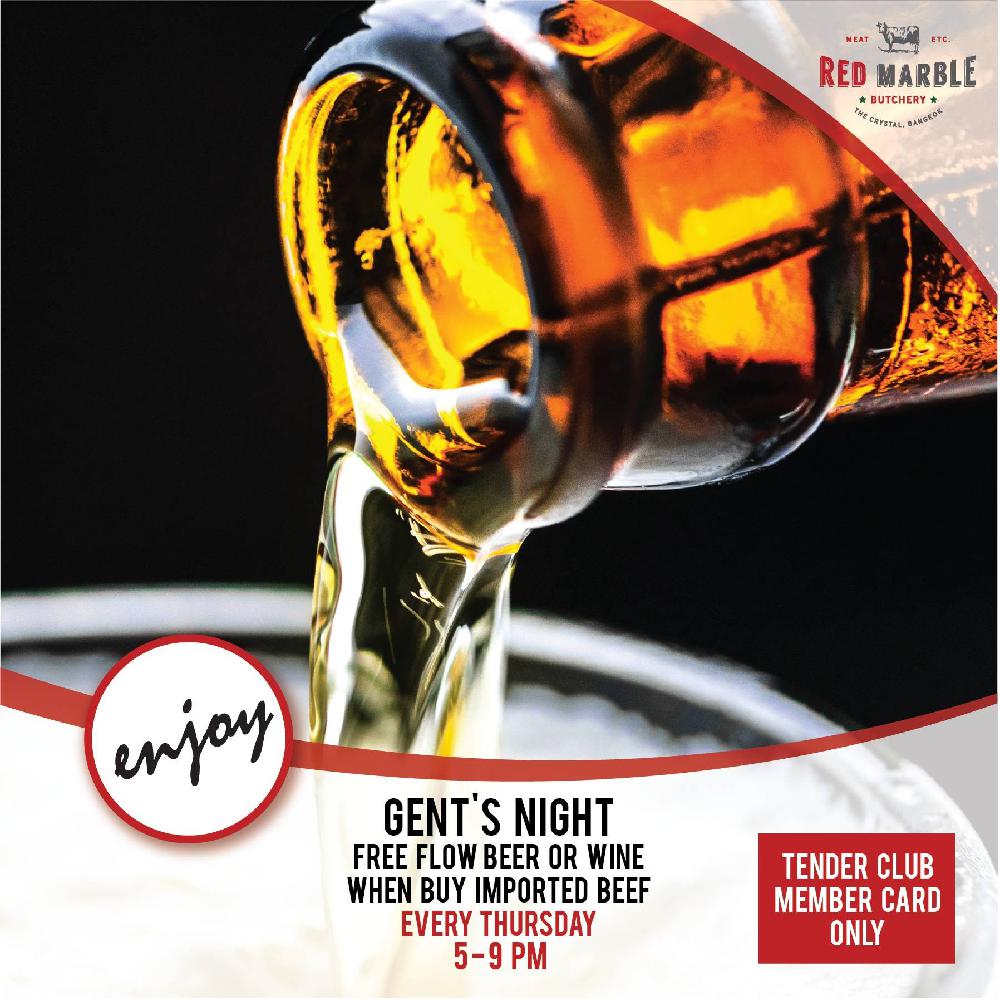 MEAT ETC.
RED MARBLE
★ BUTCHERY ★
THE CRYSTAL, BANGKOK
enjoy
GENT'S NIGHT
FREE FLOW BEER OR WINE
WHEN BUY IMPORTED BEEF
EVERY THURSDAY
5-9 PM
TENDER CLUB
MEMBER CARD
ONLY